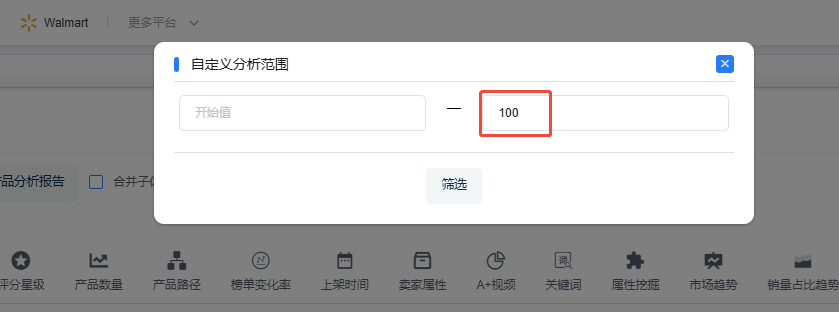 Walmart
更多平台
自定义分析范围
开始值 — 100
产品分析报告 合并子体
筛选
评分星级 产品数量 产品路径 榜单变化率 上架时间 卖家属性 A+视频 关键词 属性挖掘 市场趋势 销量占比趋势